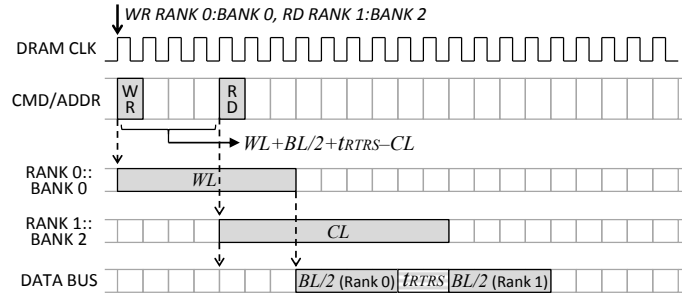 WR RANK 0:BANK 0, RD RANK 1:BANK 2
DRAM CLK
CMD/ADDR
W
R
R
D
WL+BL/2+tRTRS–CL
RANK 0::
BANK 0
WL
RANK 1::
BANK 2
CL
DATA BUS
BL/2 (Rank 0)
tRTRS
BL/2 (Rank 1)